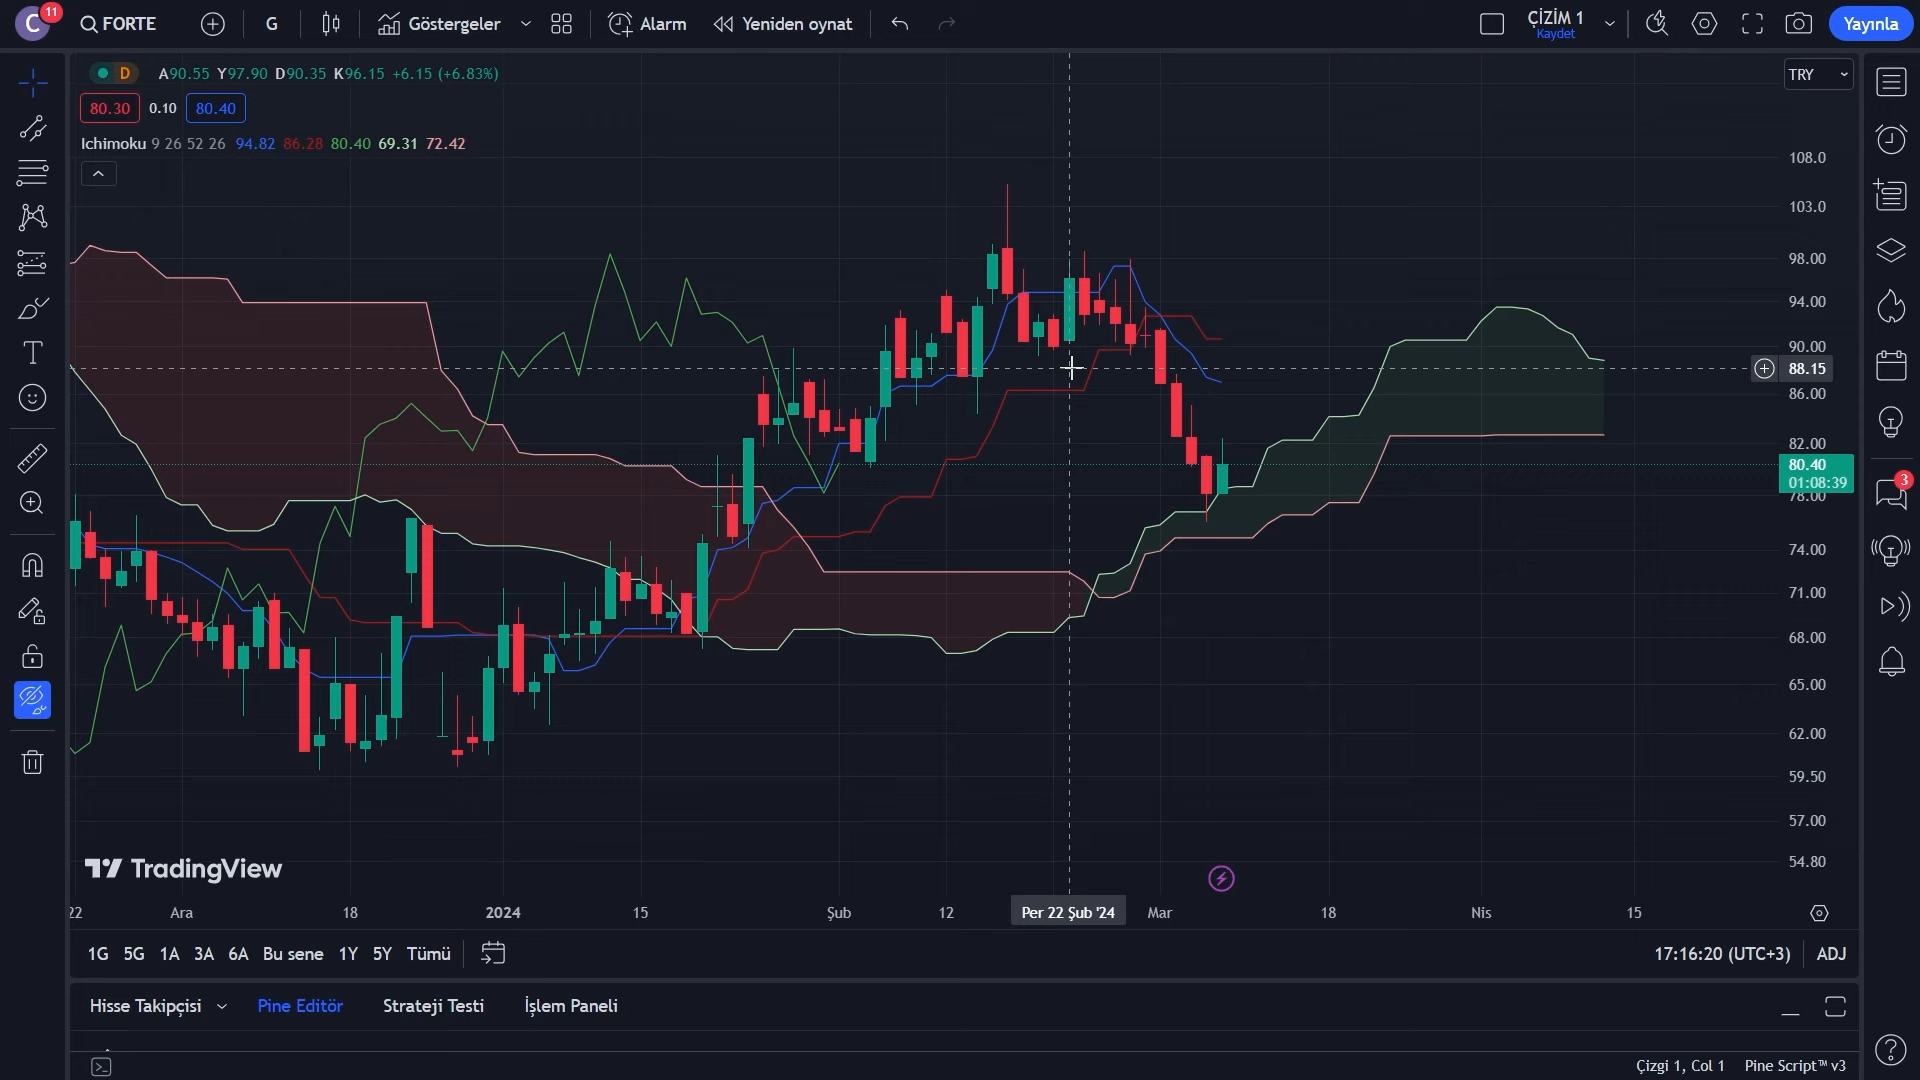 C 11 FORTE G Göstergeler Alarm Yeniden oynat ÇİZİM 1 Kaydet Yayınla
D A90.55 Y97.90 D90.35 K96.15 +6.15 (+6.83%) TRY
80.30 0.10 80.40
Ichimoku 9 26 52 26 94.82 86.28 80.40 69.31 72.42
108.0
103.0
98.00
94.00
90.00
88.15
86.00
82.00
80.40
01:08:39
78.00
74.00
71.00
68.00
65.00
62.00
59.50
57.00
54.80
3
TradingView
22 Ara 18 2024 15 Şub 12 Per 22 Şub '24 Mar 18 Nis 15
1G 5G 1A 3A 6A Bu sene 1Y 5Y Tümü 17:16:20 (UTC+3) ADJ
Hisse Takipçisi Pine Editör Strateji Testi İşlem Paneli
Çizgi 1, Col 1 Pine Script™ v3